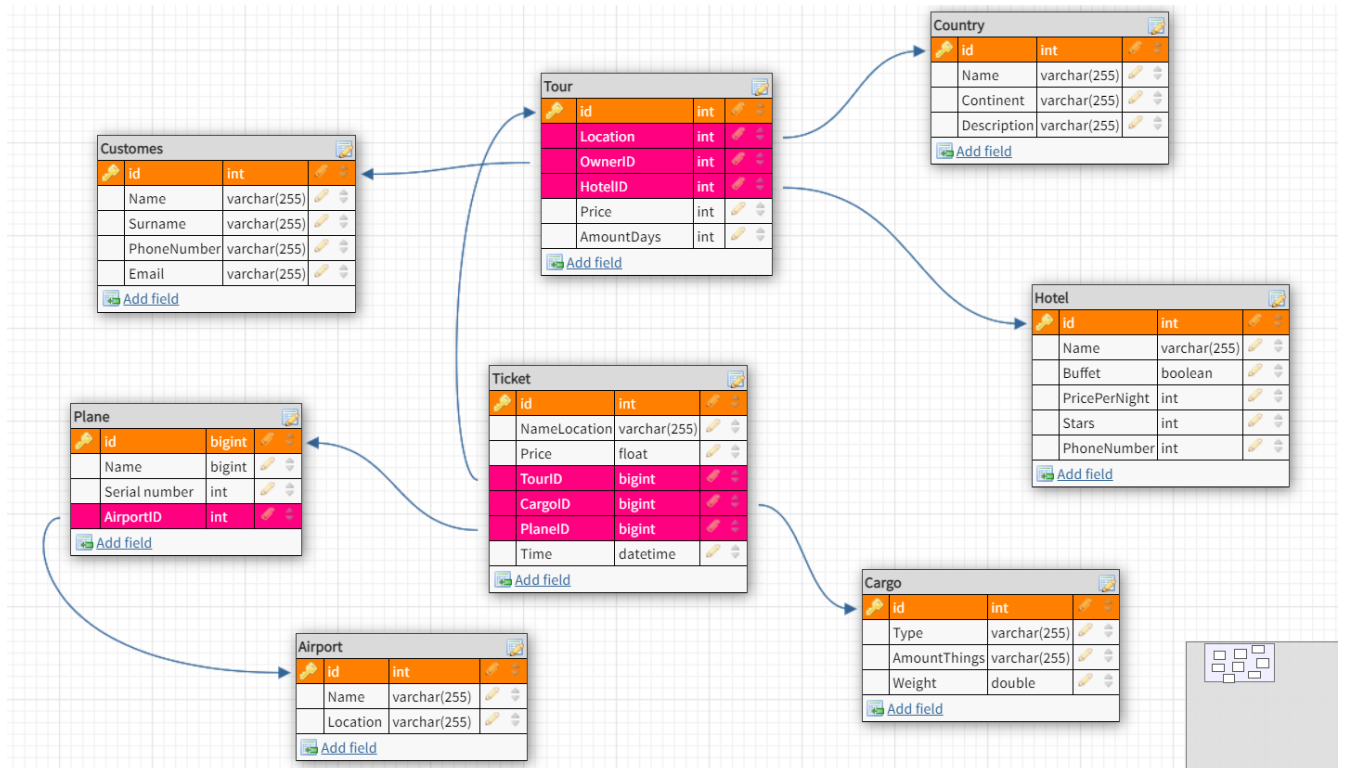 Country
id int
Name varchar(255)
Continent varchar(255)
Description varchar(255)
Add field
Tour
id int
Location int
OwnerID int
HotelID int
Price int
AmountDays int
Add field
Customes
id int
Name varchar(255)
Surname varchar(255)
PhoneNumber varchar(255)
Email varchar(255)
Add field
Hotel
id int
Name varchar(255)
Buffet boolean
PricePerNight int
Stars int
PhoneNumber int
Add field
Ticket
id int
NameLocation varchar(255)
Price float
TourID bigint
CargoID bigint
PlaneID bigint
Time datetime
Add field
Plane
id bigint
Name bigint
Serial number int
AirportID int
Add field
Cargo
id int
Type varchar(255)
AmountThings varchar(255)
Weight double
Add field
Airport
id int
Name varchar(255)
Location varchar(255)
Add field